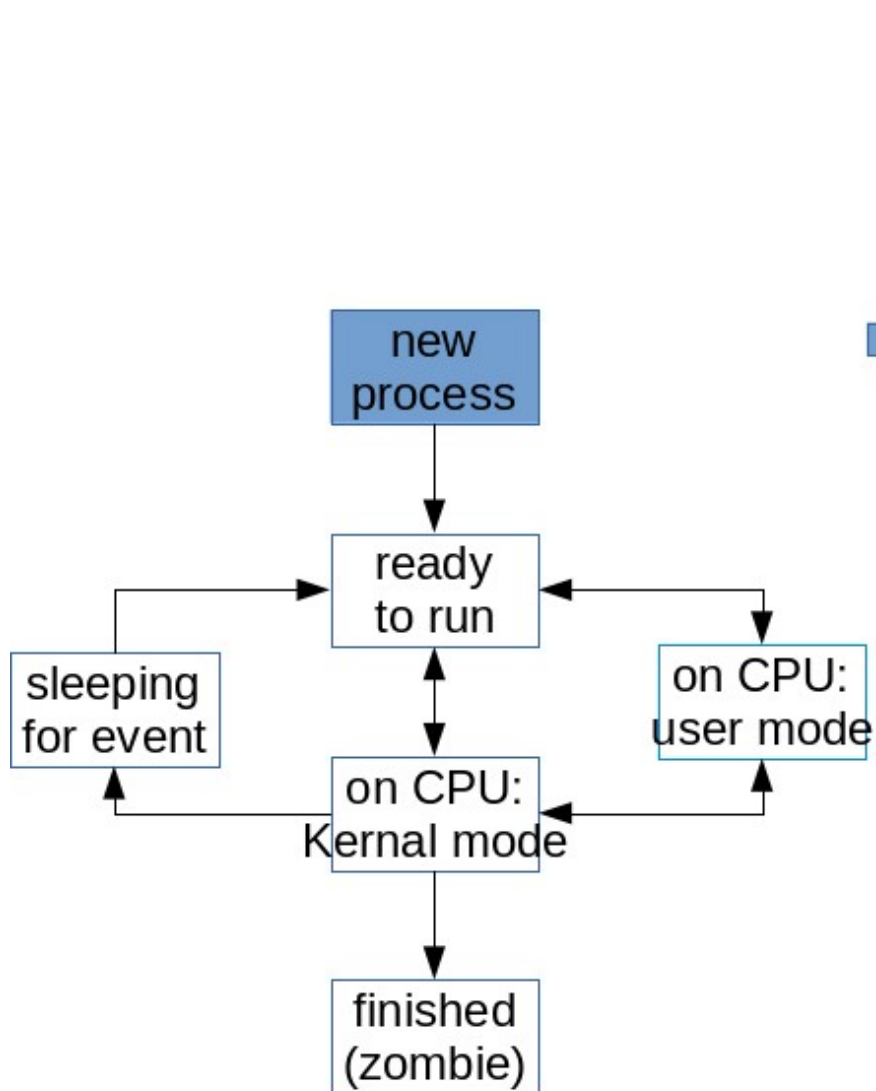 new
process
ready
to run
sleeping
for event
on CPU:
user mode
on CPU:
Kernal mode
finished
(zombie)